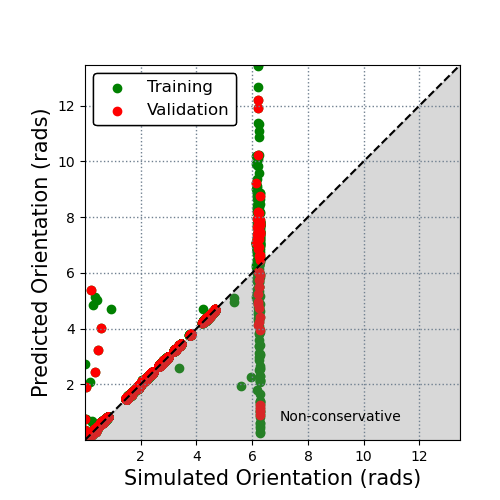 Training
Validation
12
10
8
6
4
2
Predicted Orientation (rads)
Non-conservative
2 4 6 8 10 12
Simulated Orientation (rads)